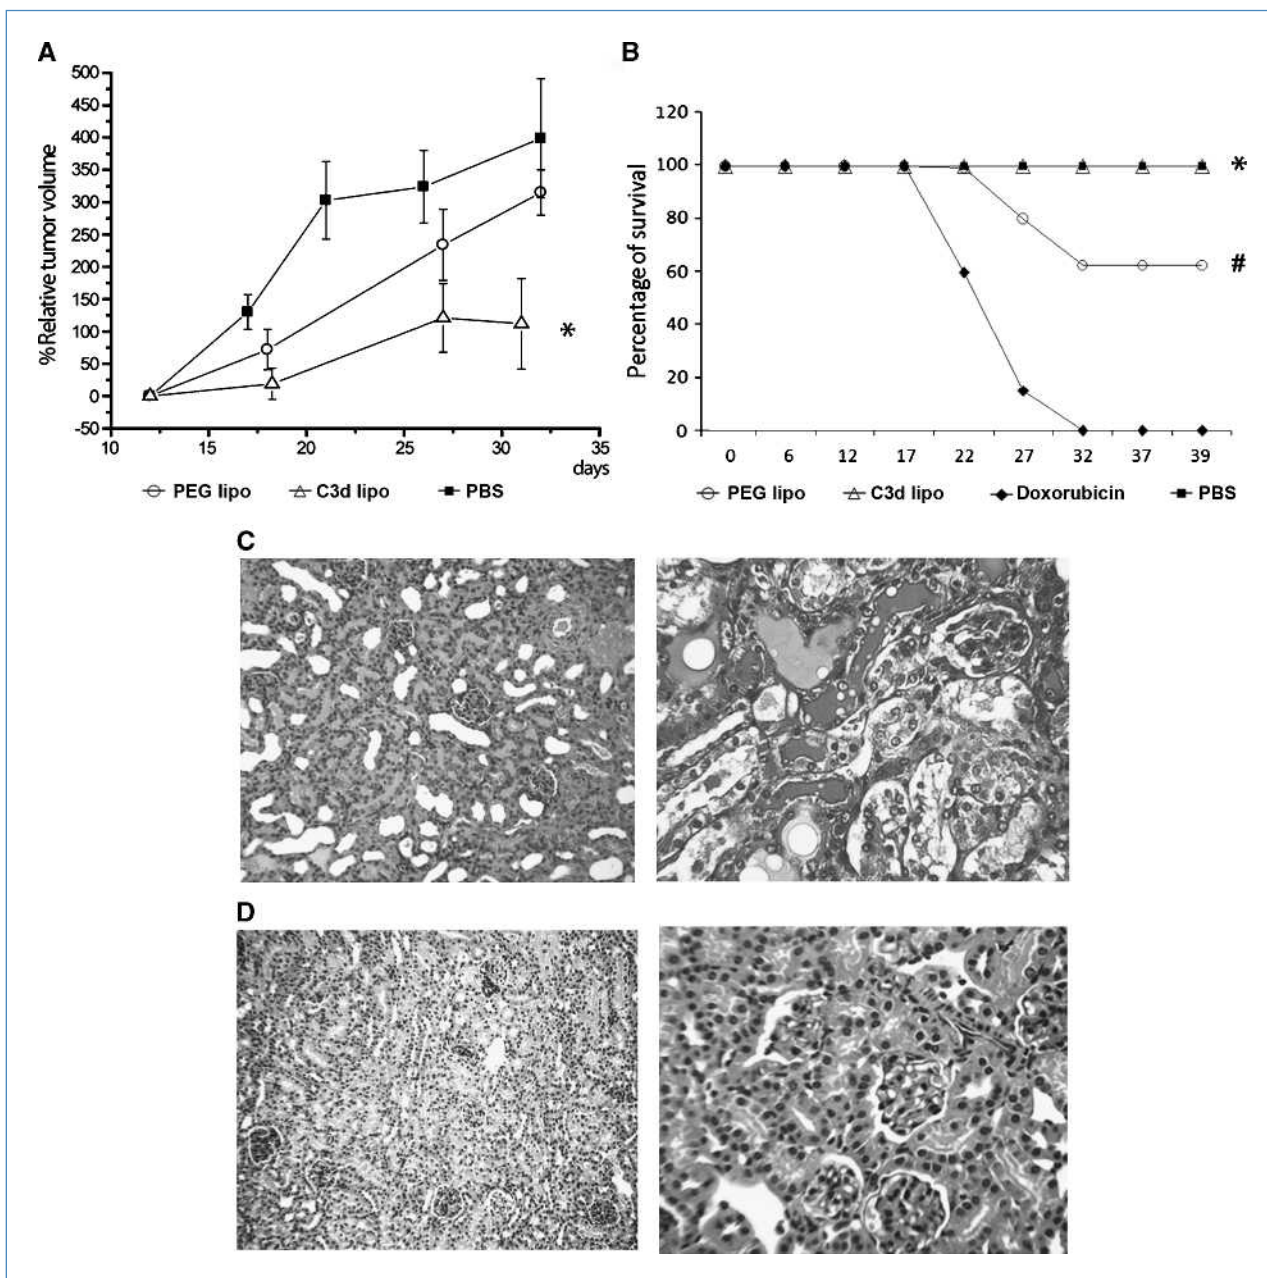 A
B
%Relative tumor volume
500
450
400
350
300
250
200
150
100
50
0
-50
10 15 20 25 30 35
days
*
PEG lipo C3d lipo PBS
Percentage of survival
120
100
80
60
40
20
0
0 6 12 17 22 27 32 37 39
*
#
PEG lipo C3d lipo Doxorubicin PBS
C
D